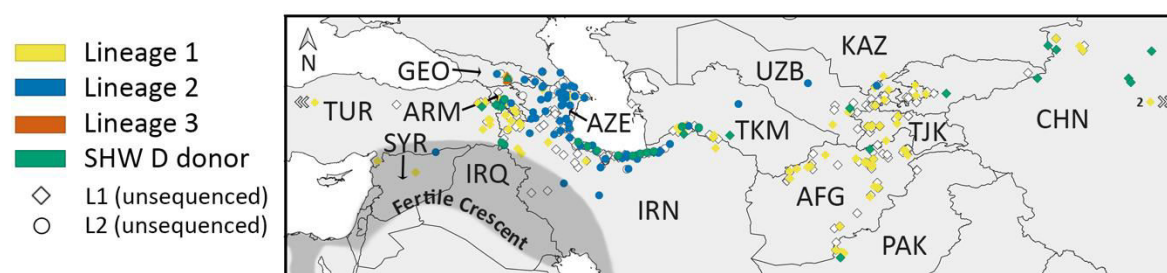 Lineage 1
Lineage 2
Lineage 3
SHW D donor
L1 (unsequenced)
L2 (unsequenced)
N
GEO
KAZ
UZB
TUR
ARM
AZE
TKM
TJK
CHN
2
SYR
IRQ
IRN
AFG
PAK
Fertile Crescent